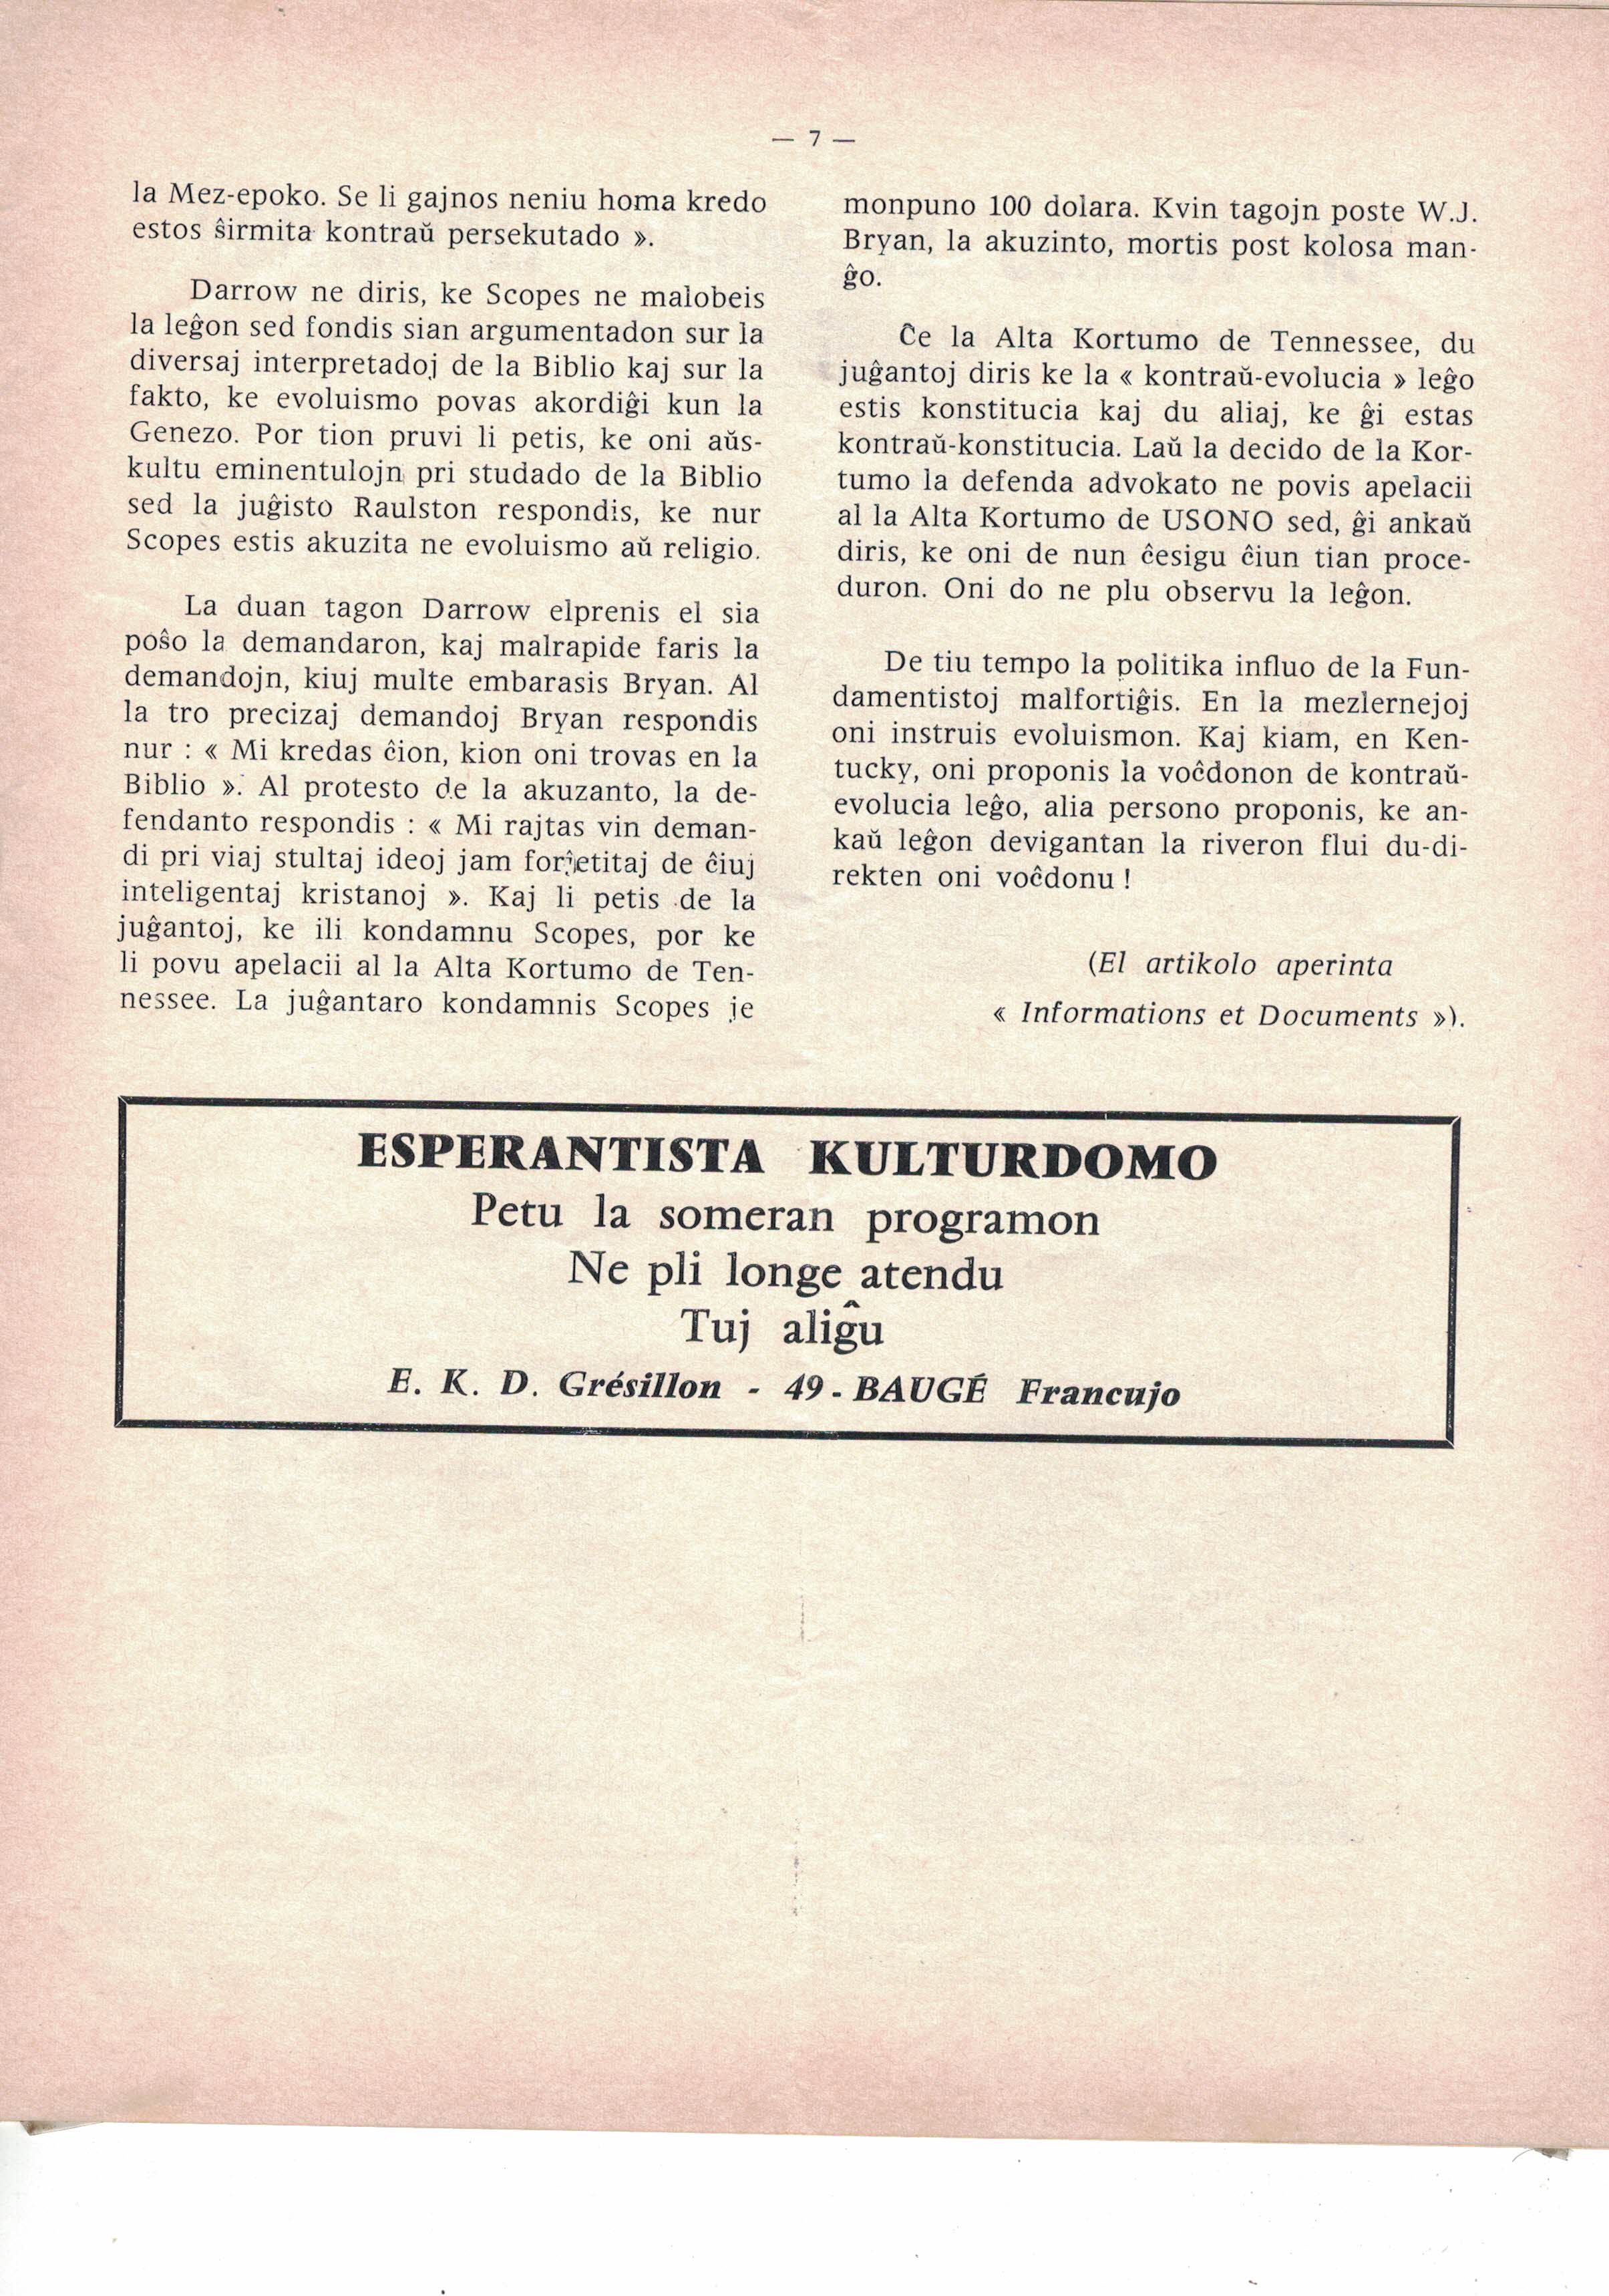 — 7 —
la Mez-epoko. Se li gajnos neniu homa kredo
estos ŝirmita kontraŭ persekutado ».
Darrow ne diris, ke Scopes ne malobeis
la leĝon sed fondis sian argumentadon sur la
diversaj interpretadoj de la Biblio kaj sur la
fakto, ke evoluismo povas akordiĝi kun la
Genezo. Por tion pruvi li petis, ke oni aŭs-
kultu eminentulojn pri studado de la Biblio
sed la juĝisto Raulston respondis, ke nur
Scopes estis akuzita ne evoluismo aŭ religio.
La duan tagon Darrow elprenis el sia
poŝo la demandaron, kaj malrapide faris la
demandojn, kiuj multe embarasis Bryan. Al
la tro precizaj demandoj Bryan respondis
nur : « Mi kredas ĉion, kion oni trovas en la
Biblio ». Al protesto de la akuzanto, la de-
fendanto respondis : « Mi rajtas vin deman-
di pri viaj stultaj ideoj jam forĵetitaj de ĉiuj
inteligentaj kristanoj ». Kaj li petis de la
juĝantoj, ke ili kondamnu Scopes, por ke
li povu apelacii al la Alta Kortumo de Ten-
nessee. La juĝantaro kondamnis Scopes je
monpuno 100 dolara. Kvin tagojn poste W.J.
Bryan, la akuzinto, mortis post kolosa man-
ĝo.
Ĉe la Alta Kortumo de Tennessee, du
juĝantoj diris ke la « kontraŭ-evolucia » leĝo
estis konstitucia kaj du aliaj, ke ĝi estas
kontraŭ-konstitucia. Laŭ la decido de la Kor-
tumo la defenda advokato ne povis apelacii
al la Alta Kortumo de USONO sed, ĝi ankaŭ
diris, ke oni de nun ĉesigu ĉiun tian proce-
duron. Oni do ne plu observu la leĝon.
De tiu tempo la politika influo de la Fun-
damentistoj malfortiĝis. En la mezlernejoj
oni instruis evoluismon. Kaj kiam, en Ken-
tucky, oni proponis la voĉdonon de kontraŭ-
evolucia leĝo, alia persono proponis, ke an-
kaŭ leĝon devigantan la riveron flui du-di-
rekten oni voĉdonu !
(El artikolo aperinta
« Informations et Documents »).
ESPERANTISTA KULTURDOMO
Petu la someran programon
Ne pli longe atendu
Tuj aliĝu
E. K. D. Grésillon - 49 - BAUGÉ Francujo